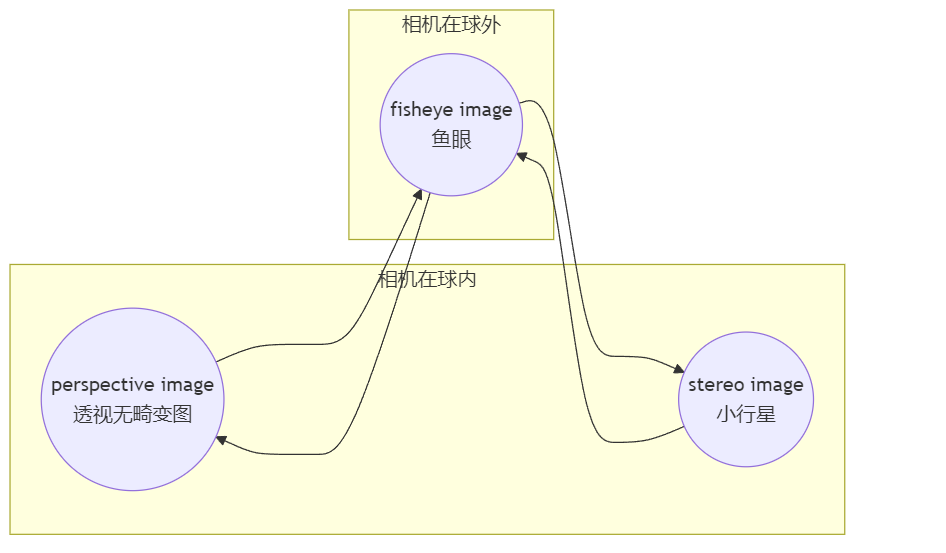 相机在球外
fisheye image
鱼眼
相机在球内
perspective image
透视无畸变图
stereo image
小行星